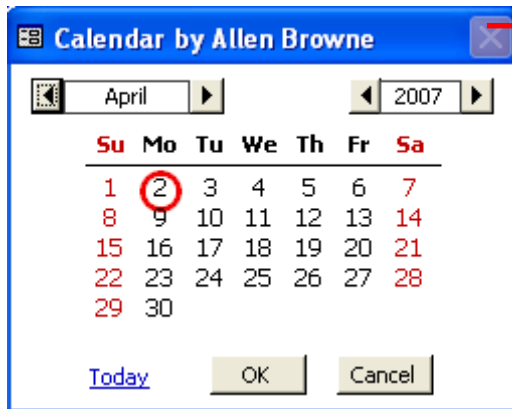 Calendar by Allen Browne
April 2007
Su Mo Tu We Th Fr Sa
1 2 3 4 5 6 7
8 9 10 11 12 13 14
15 16 17 18 19 20 21
22 23 24 25 26 27 28
29 30
Today OK Cancel